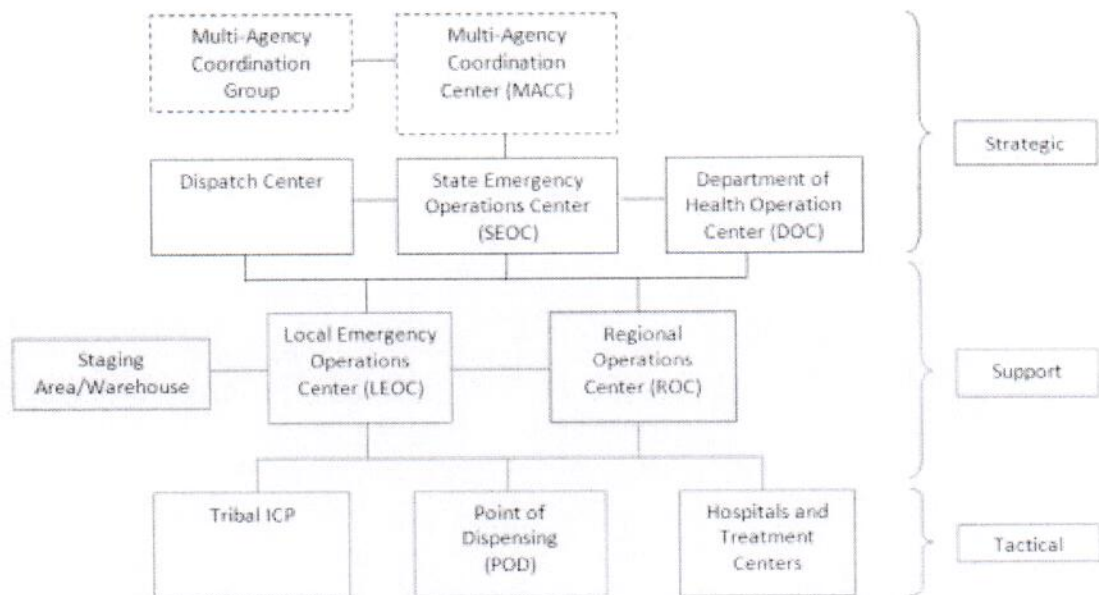 Multi-Agency
Coordination
Group
Multi-Agency
Coordination
Center (MACC)
Strategic
Dispatch Center
State Emergency
Operations Center
(SEOC)
Department of
Health Operation
Center (DOC)
Staging
Area/Warehouse
Local Emergency
Operations
Center (LEOC)
Regional
Operations
Center (ROC)
Support
Tribal ICP
Point of
Dispensing
(POD)
Hospitals and
Treatment
Centers
Tactical